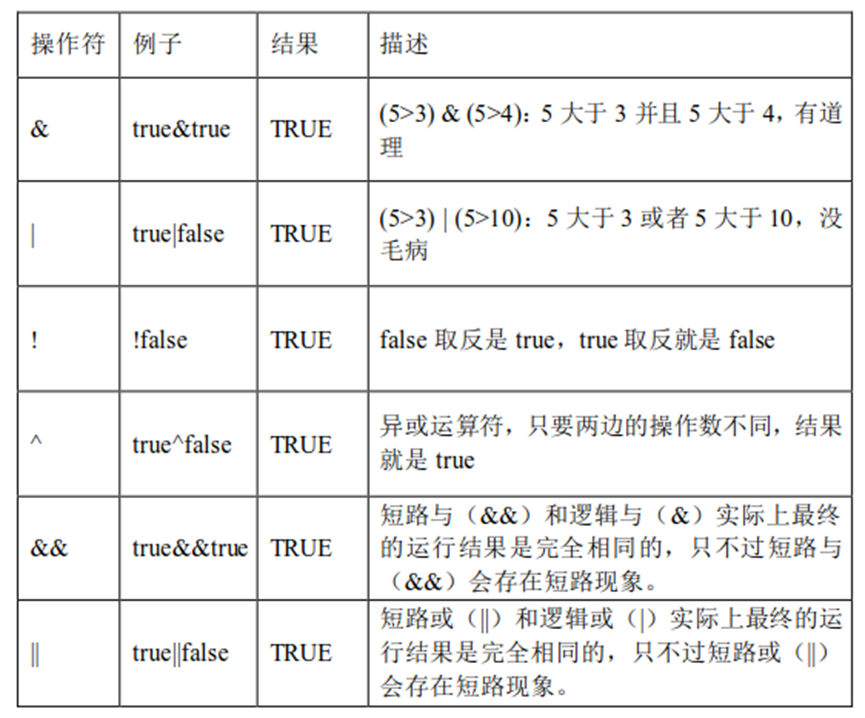 操作符 例子 结果 描述
& true&true TRUE (5>3) & (5>4)：5 大于 3 并且 5 大于 4，有道
理
| true|false TRUE (5>3) | (5>10)：5 大于 3 或者 5 大于 10，没
毛病
! !false TRUE false 取反是 true，true 取反就是 false
^ true^false TRUE 异或运算符，只要两边的操作数不同，结果
就是 true
&& true&&true TRUE 短路与（&&）和逻辑与（&）实际上最终
的运行结果是完全相同的，只不过短路与
（&&）会存在短路现象。
|| true||false TRUE 短路或（||）和逻辑或（|）实际上最终的运
行结果是完全相同的，只不过短路或（||）
会存在短路现象。